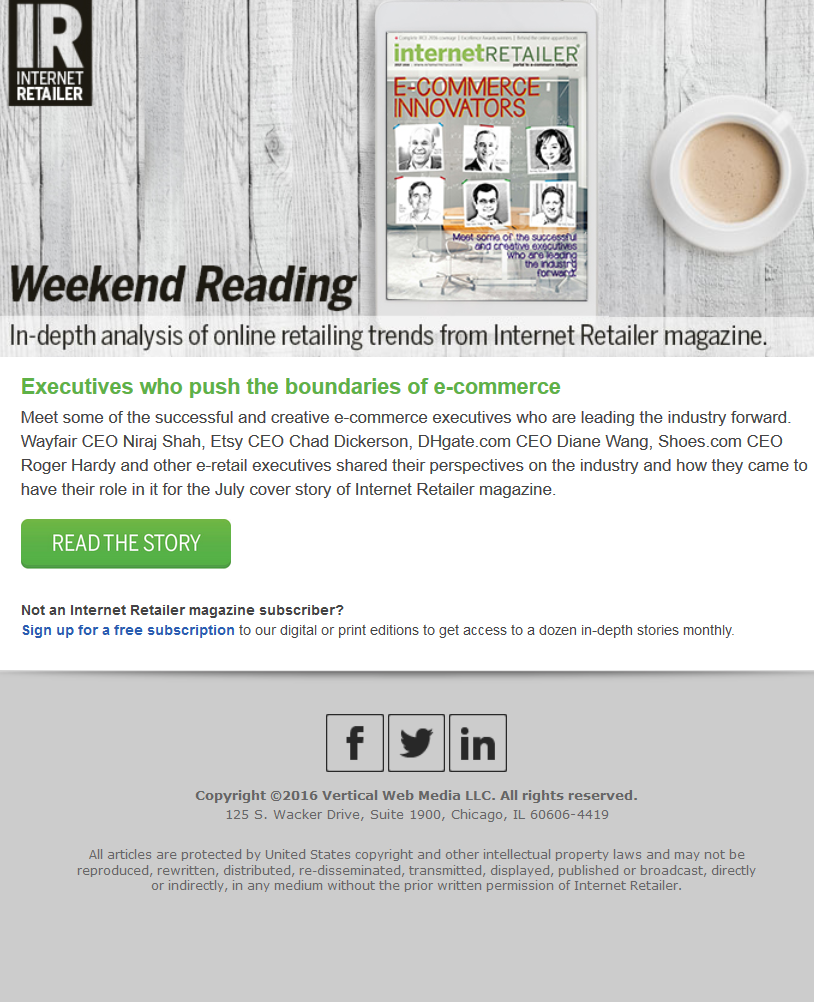 IR
INTERNET
RETAILER
internetRETAILER
E-COMMERCE
INNOVATORS
Meet some of the successful
and creative executives
who are leading
the industry
forward.
Weekend Reading
In-depth analysis of online retailing trends from Internet Retailer magazine.
Executives who push the boundaries of e-commerce
Meet some of the successful and creative e-commerce executives who are leading the industry forward.
Wayfair CEO Niraj Shah, Etsy CEO Chad Dickerson, DHgate.com CEO Diane Wang, Shoes.com CEO
Roger Hardy and other e-retail executives shared their perspectives on the industry and how they came to
have their role in it for the July cover story of Internet Retailer magazine.
READ THE STORY
Not an Internet Retailer magazine subscriber?
Sign up for a free subscription to our digital or print editions to get access to a dozen in-depth stories monthly.
f
in
Copyright ©2016 Vertical Web Media LLC. All rights reserved.
125 S. Wacker Drive, Suite 1900, Chicago, IL 60606-4419
All articles are protected by United States copyright and other intellectual property laws and may not be
reproduced, rewritten, distributed, re-disseminated, transmitted, displayed, published or broadcast, directly
or indirectly, in any medium without the prior written permission of Internet Retailer.